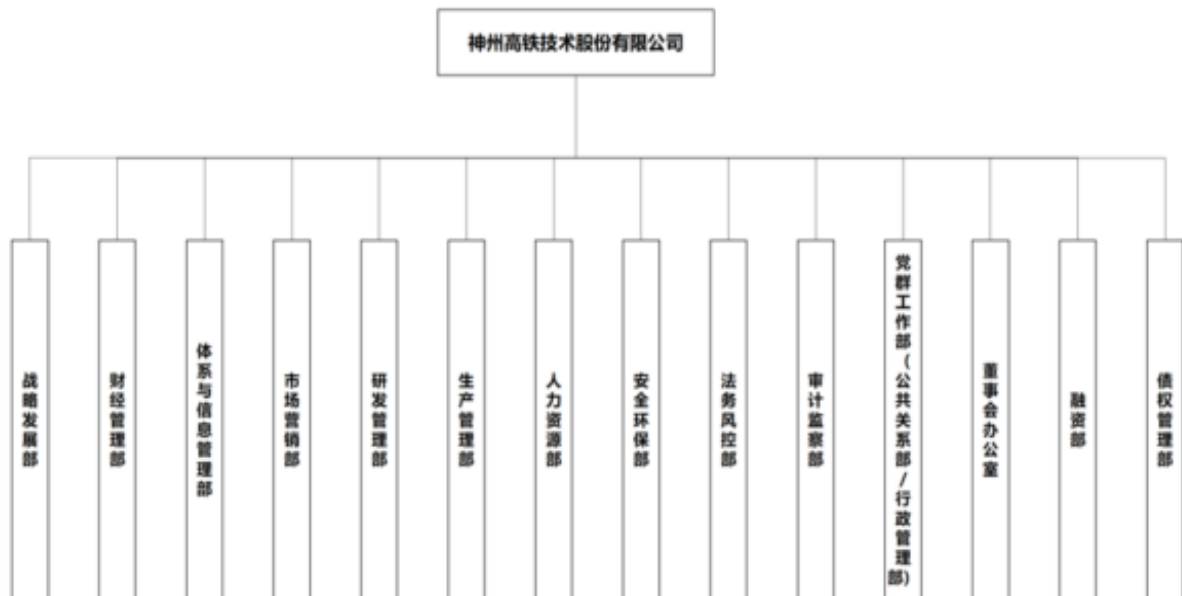 神州高铁技术股份有限公司
战略发展部
财经管理部
体系与信息管理部
市场营销部
研发管理部
生产管理部
人力资源部
安全环保部
法务风控部
审计监察部
党群工作部（公共关系部/行政管理部）
董事会办公室
融资部
债权管理部